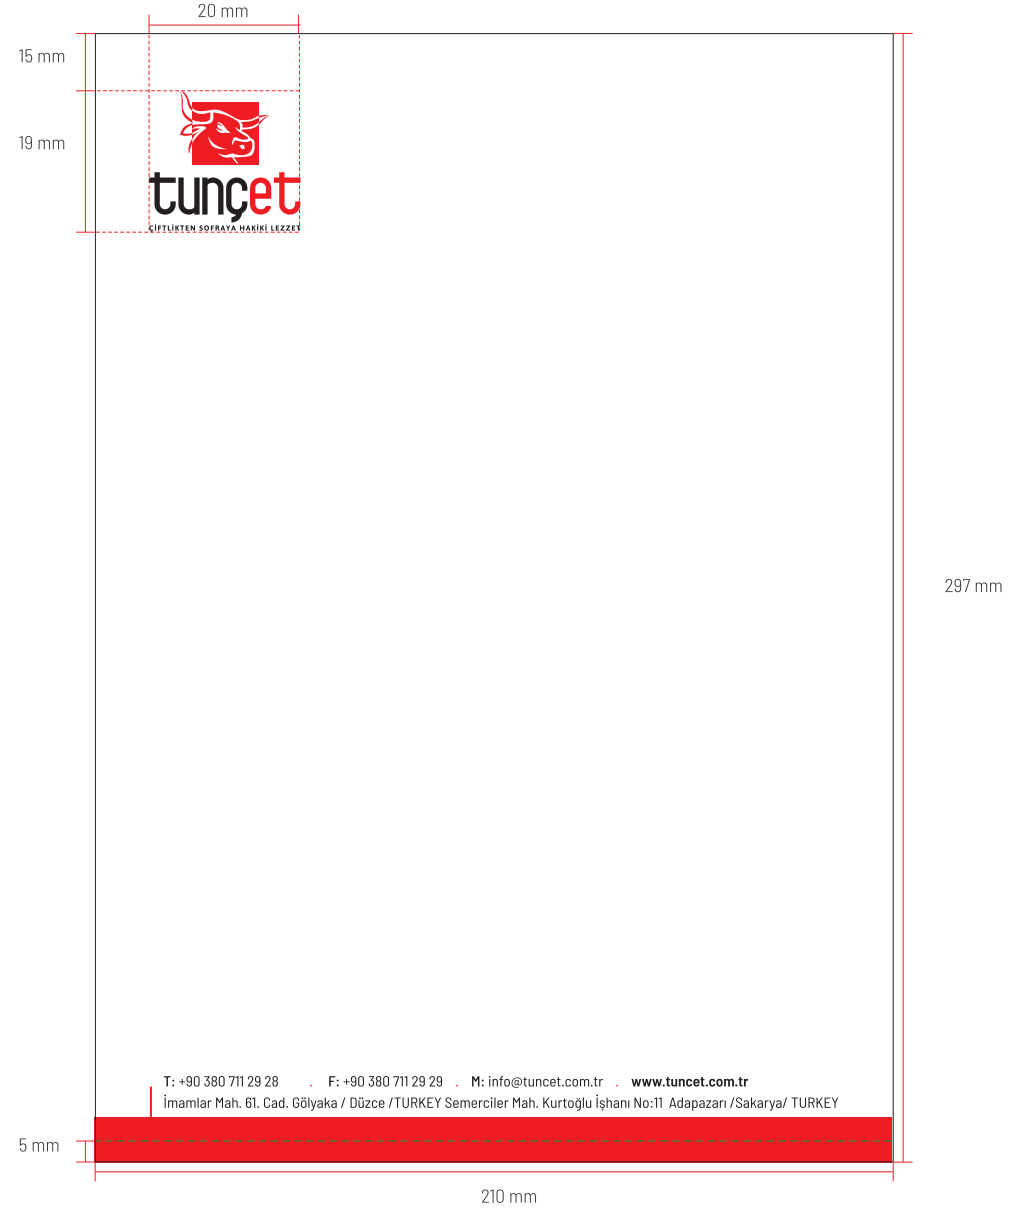 20 mm
15 mm
19 mm
tunçet
ÇİFTLİKTEN SOFRAYA HAKİKİ LEZZET
297 mm
T: +90 380 711 29 28 . F: +90 380 711 29 29 . M: info@tuncet.com.tr . www.tuncet.com.tr
İmamlar Mah. 61. Cad. Gölyaka / Düzce /TURKEY Semerciler Mah. Kurtoğlu İşhanı No:11 Adapazarı /Sakarya/ TURKEY
5 mm
210 mm